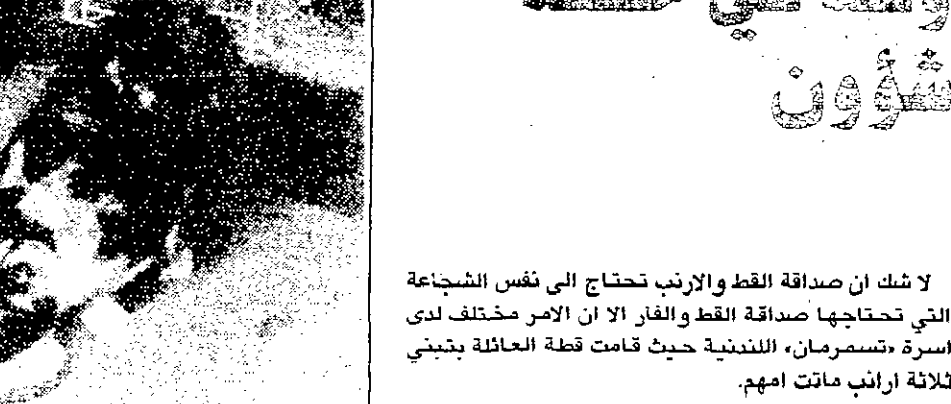 شؤون
لا شك ان صداقة القط والارنب تحتاج الى نفس الشجاعة
التي تحتاجها صداقة القط والفار الا ان الامر مختلف لدى
اسرة «تسمرمان» اللندنية حيث قامت قطة العائلة بتبني
ثلاثة ارانب ماتت امهم.